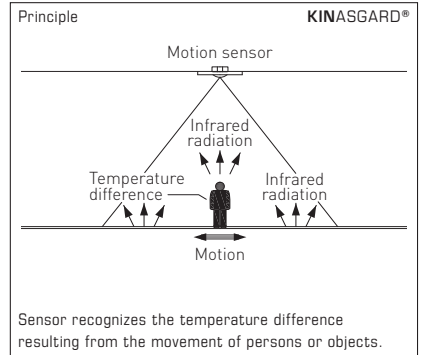 Principle KINASGARD®
Motion sensor
Infrared
radiation
Temperature
difference
Infrared
radiation
Motion
Sensor recognizes the temperature difference
resulting from the movement of persons or objects.